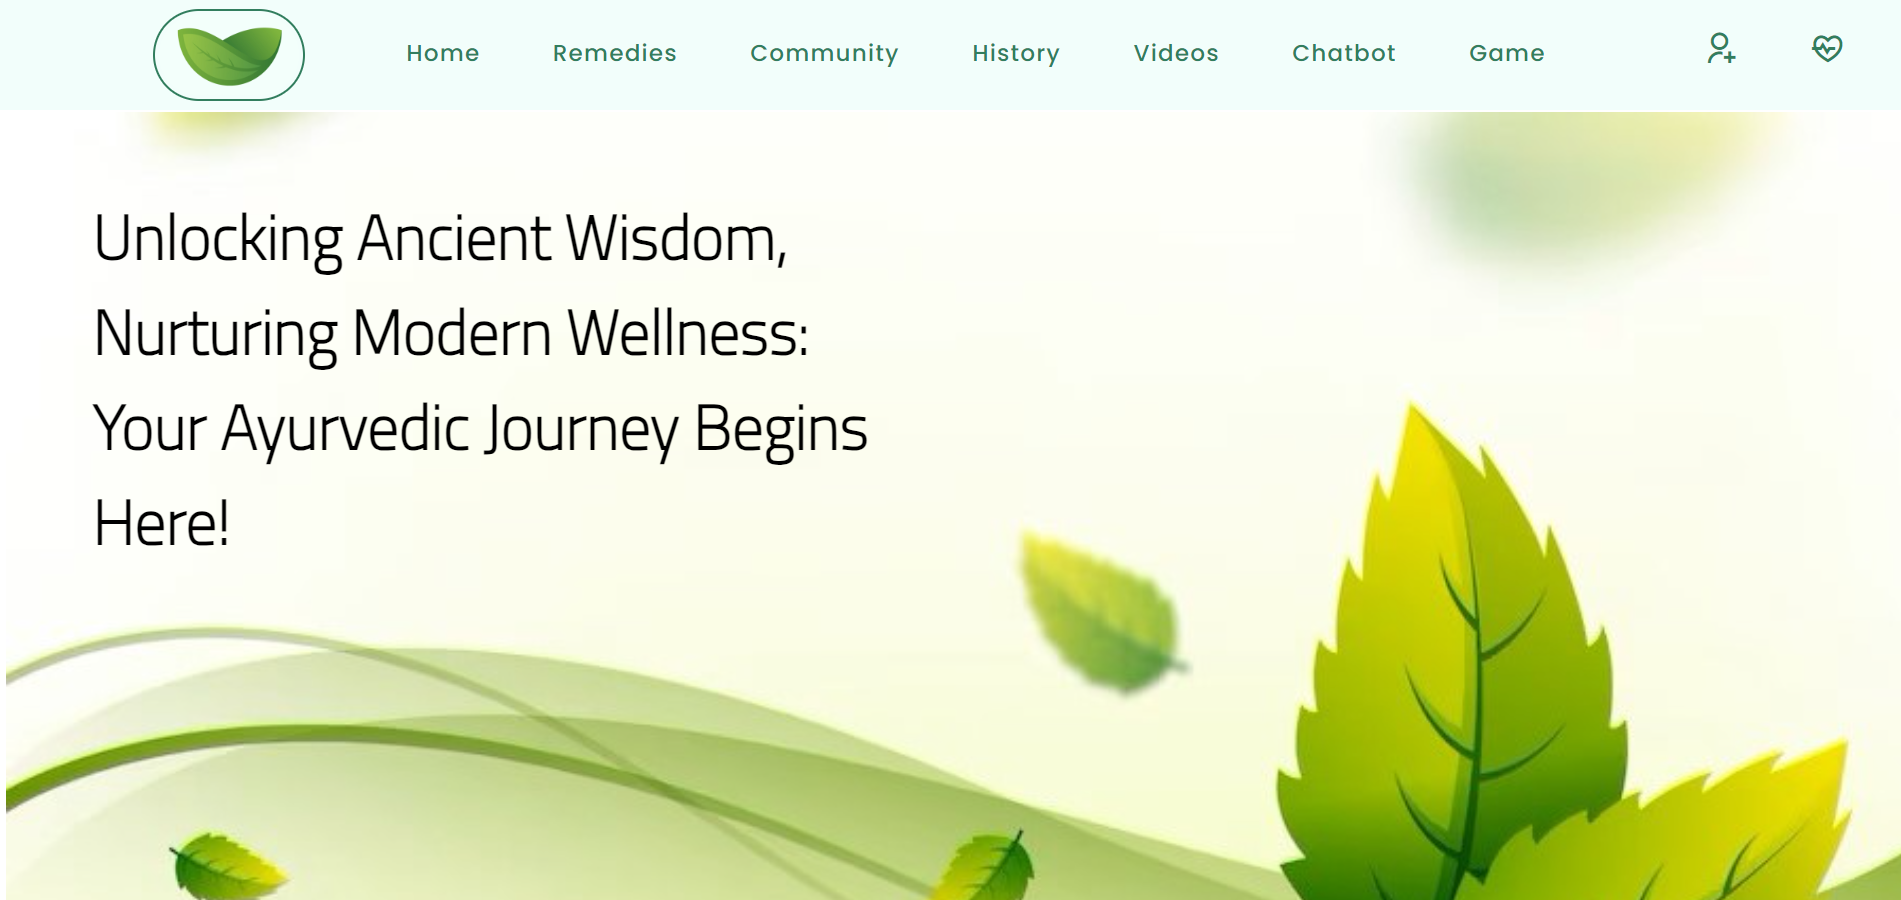 Home Remedies Community History Videos Chatbot Game
Unlocking Ancient Wisdom,
Nurturing Modern Wellness:
Your Ayurvedic Journey Begins
Here!